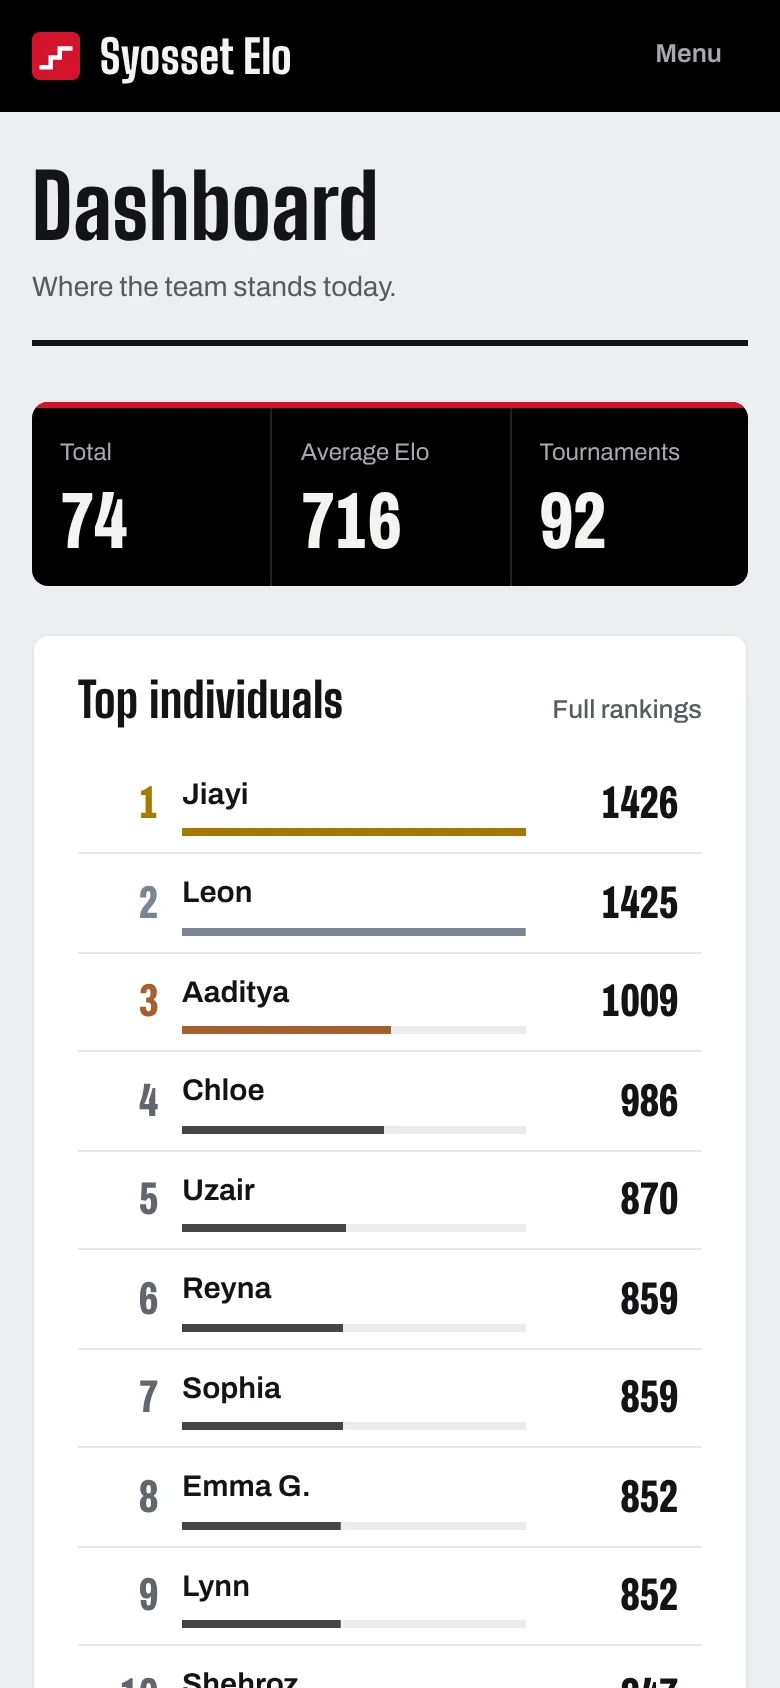 Syosset Elo
Menu
Dashboard
Where the team stands today.
Total
Average Elo
Tournaments
74
716
92
Top individuals
Full rankings
1 Jiayi 1426
2 Leon 1425
3 Aaditya 1009
4 Chloe 986
5 Uzair 870
6 Reyna 859
7 Sophia 859
8 Emma G. 852
9 Lynn 852
Shehroz